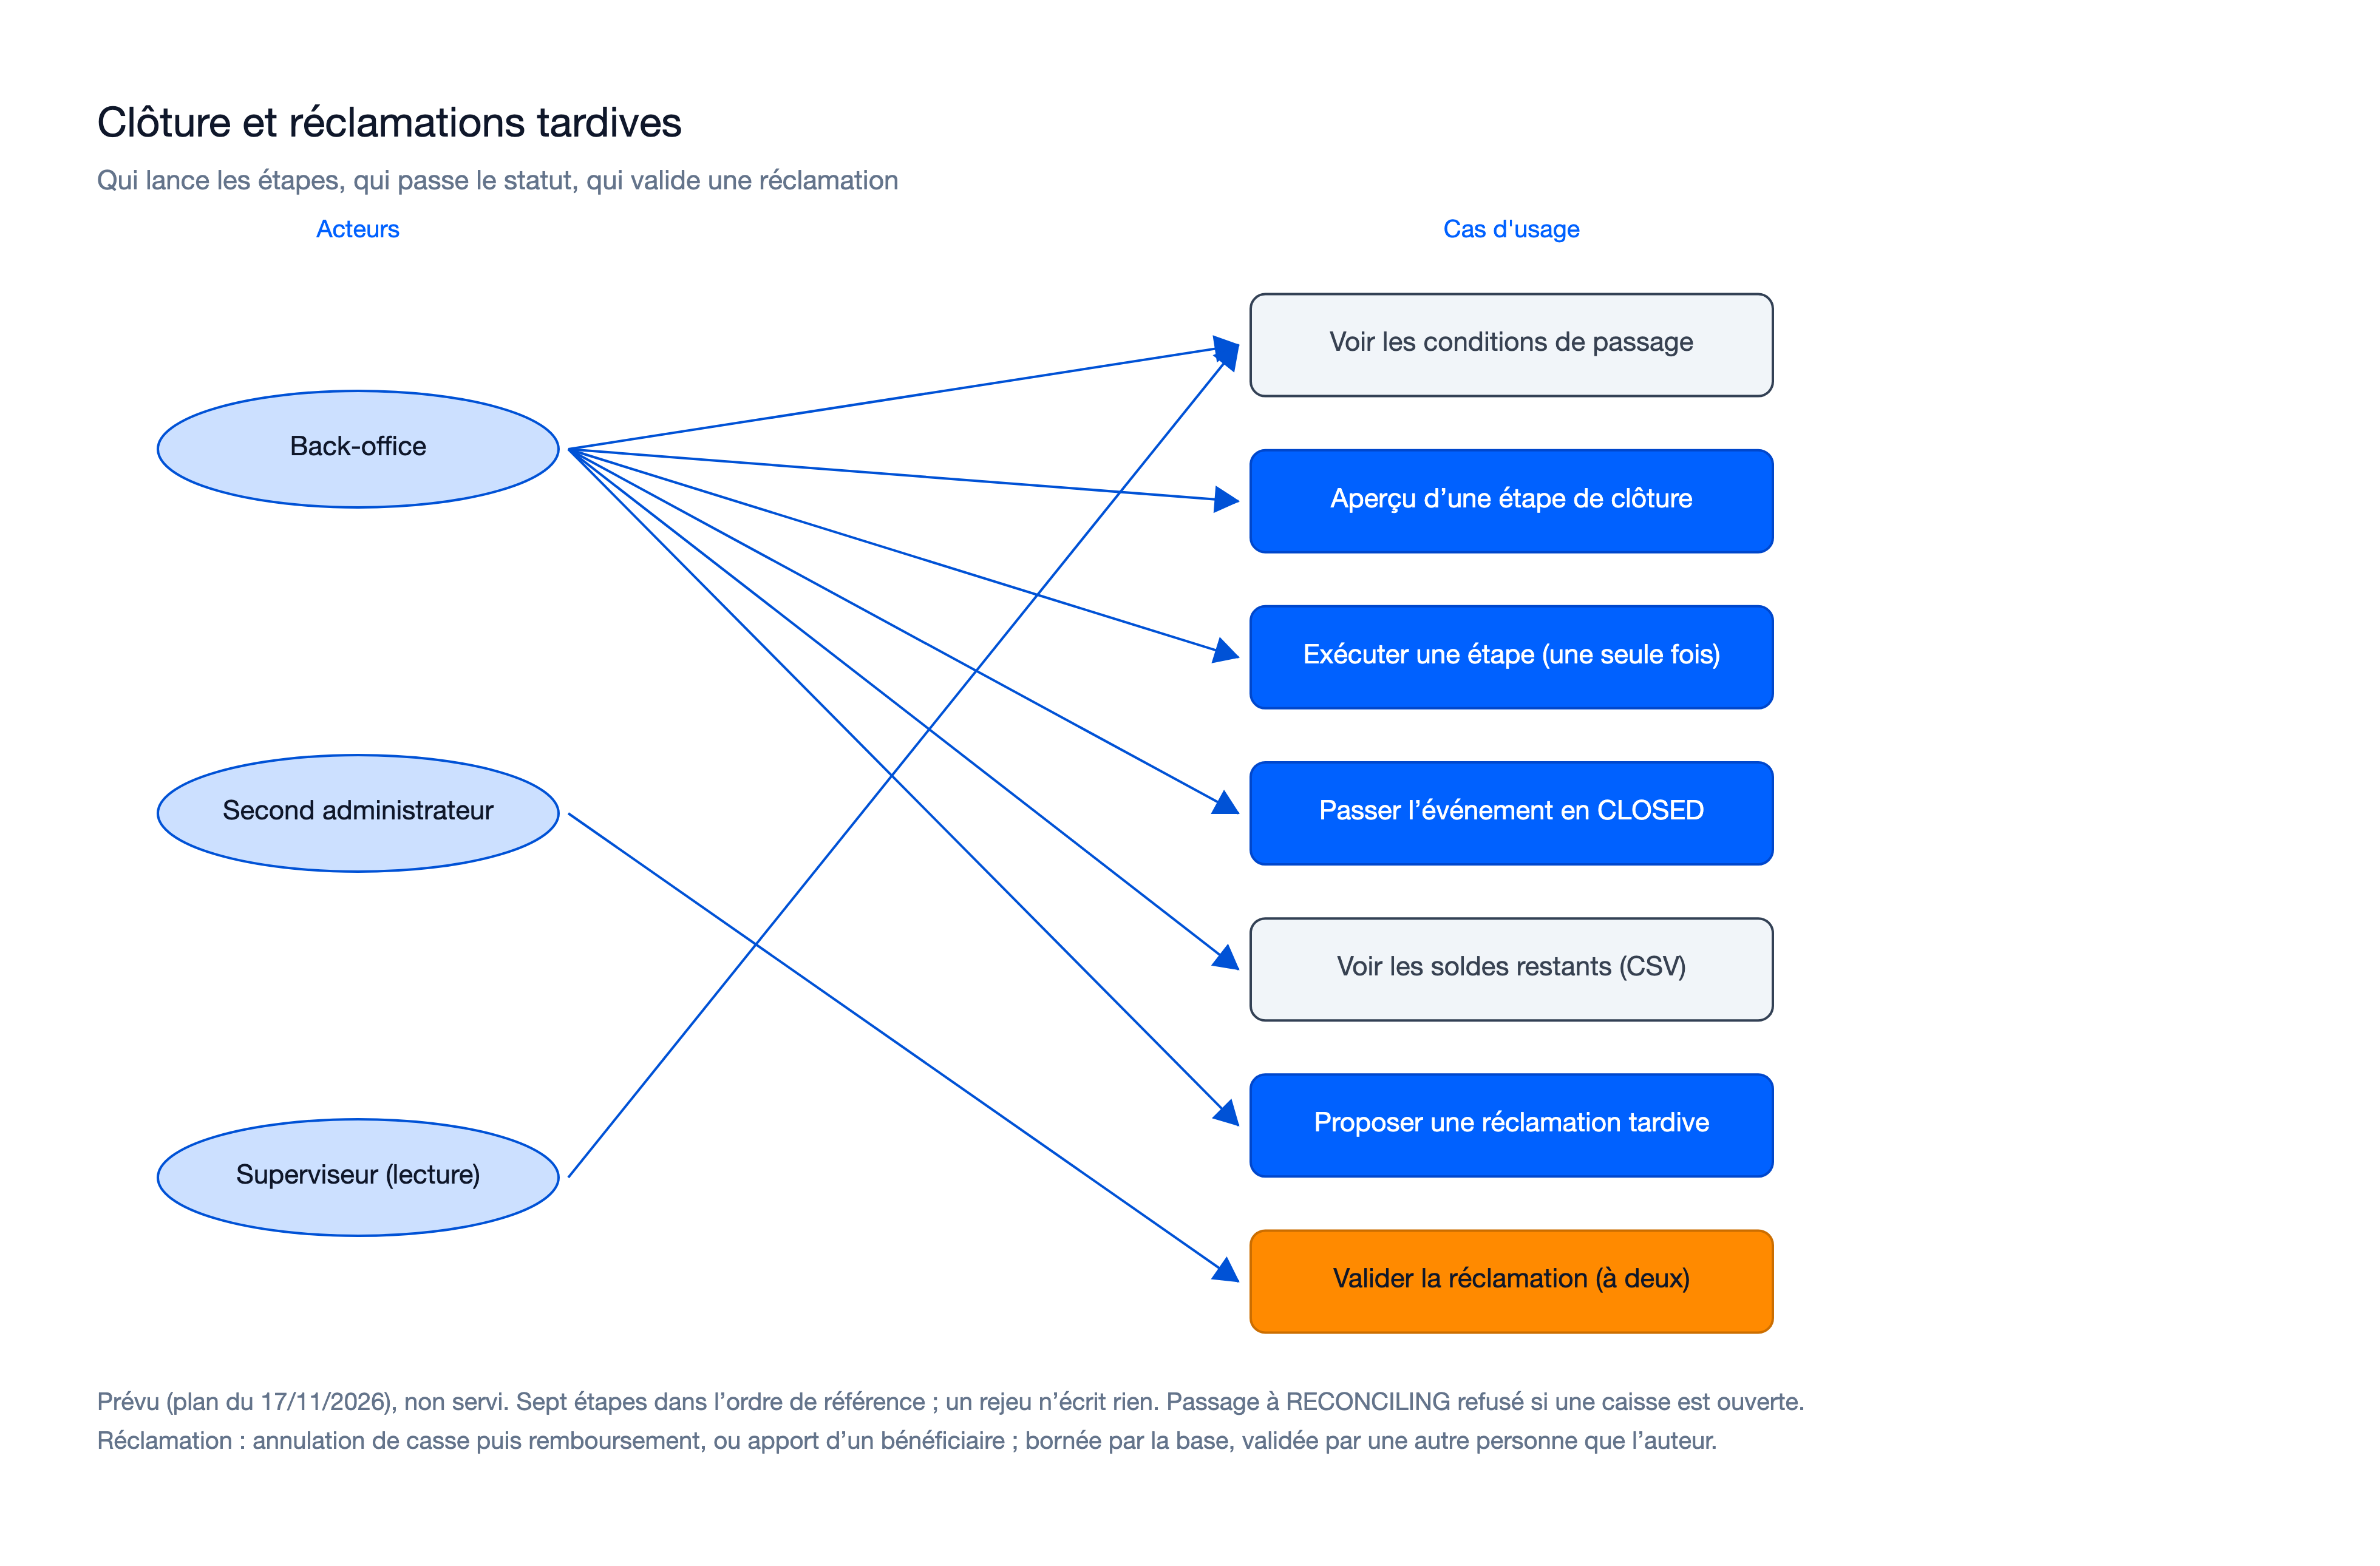 Clôture et réclamations tardives
Qui lance les étapes, qui passe le statut, qui valide une réclamation
Acteurs
Cas d'usage
Voir les conditions de passage
Back-office
Aperçu d’une étape de clôture
Exécuter une étape (une seule fois)
Second administrateur
Passer l’événement en CLOSED
Voir les soldes restants (CSV)
Proposer une réclamation tardive
Superviseur (lecture)
Valider la réclamation (à deux)
Prévu (plan du 17/11/2026), non servi. Sept étapes dans l’ordre de référence ; un rejeu n’écrit rien. Passage à RECONCILING refusé si une caisse est ouverte.
Réclamation : annulation de casse puis remboursement, ou apport d’un bénéficiaire ; bornée par la base, validée par une autre personne que l’auteur.